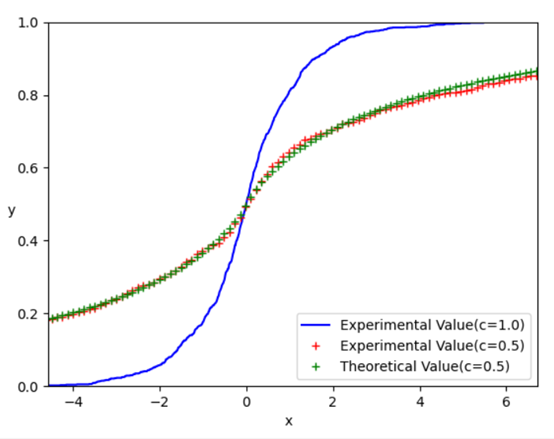 1.0
0.8
0.6
y
0.4
0.2
0.0
Experimental Value(c=1.0)
Experimental Value(c=0.5)
Theoretical Value(c=0.5)
−4 −2 0 2 4 6
x